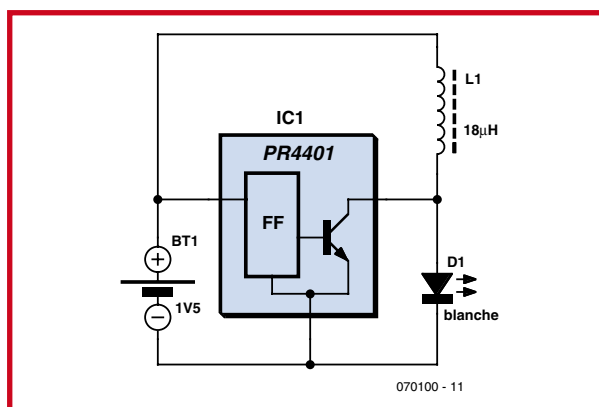 L1
18µH
IC1
PR4401
FF
BT1
+
1V5
−
D1
blanche
070100 - 11